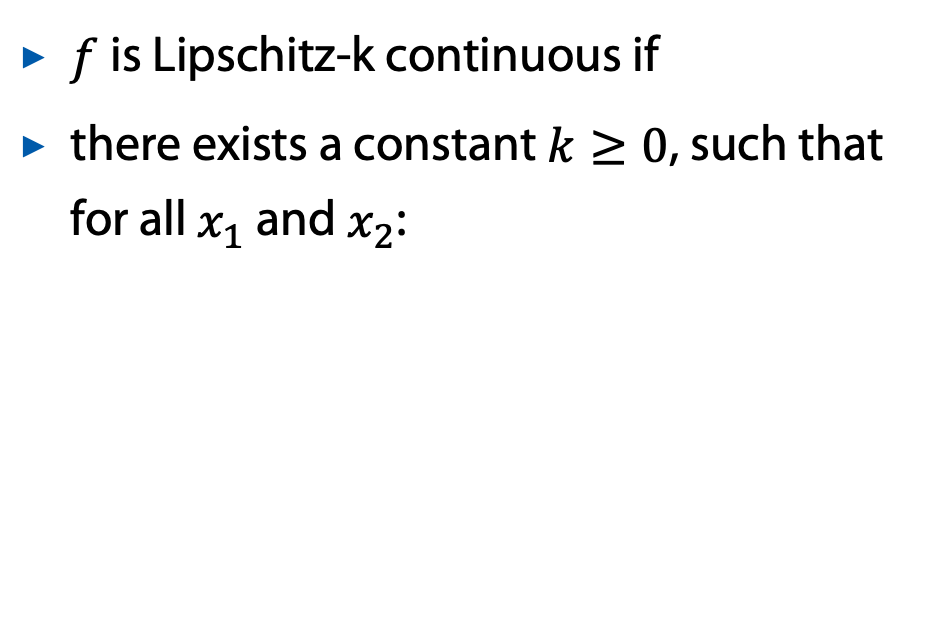 ▶ f is Lipschitz-k continuous if
▶ there exists a constant k ≥ 0, such that
for all x₁ and x₂: